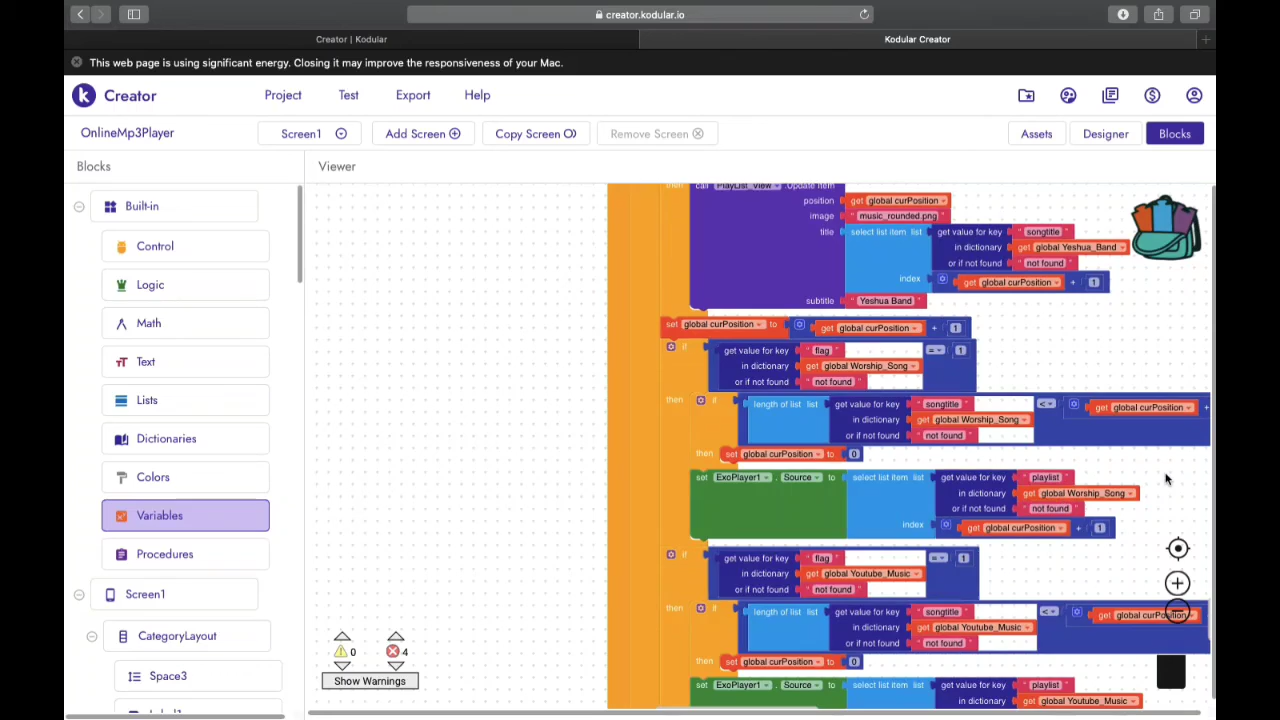 creator.kodular.io
Creator | Kodular
Kodular Creator
This web page is using significant energy. Closing it may improve the responsiveness of your Mac.
Creator
Project
Test
Export
Help
OnlineMp3Player
Screen1
Add Screen
Copy Screen
Remove Screen
Assets
Designer
Blocks
Blocks
Viewer
Built-in
Control
Logic
Math
Text
Lists
Dictionaries
Colors
Variables
Procedures
Screen1
CategoryLayout
Space3
0
4
Show Warnings
then call PlayList_View .Update Item
position get global curPosition
image " music_rounded.png "
title select list item list get value for key " songtitle "
in dictionary get global Yeshua_Band
or if not found " not found "
index get global curPosition + 1
subtitle " Yeshua Band "
set global curPosition to get global curPosition + 1
if get value for key " flag " = 1
in dictionary get global Worship_Song
or if not found " not found "
then if length of list list get value for key " songtitle " < get global curPosition +
in dictionary get global Worship_Song
or if not found " not found "
then set global curPosition to 0
set ExoPlayer1 . Source to select list item list get value for key " playlist "
in dictionary get global Worship_Song
or if not found " not found "
index get global curPosition + 1
if get value for key " flag " = 1
in dictionary get global Youtube_Music
or if not found " not found "
then if length of list list get value for key " songtitle " < get global curPosition
in dictionary get global Youtube_Music
or if not found " not found "
then set global curPosition to 0
set ExoPlayer1 . Source to select list item list get value for key " playlist "
in dictionary get global Youtube_Music